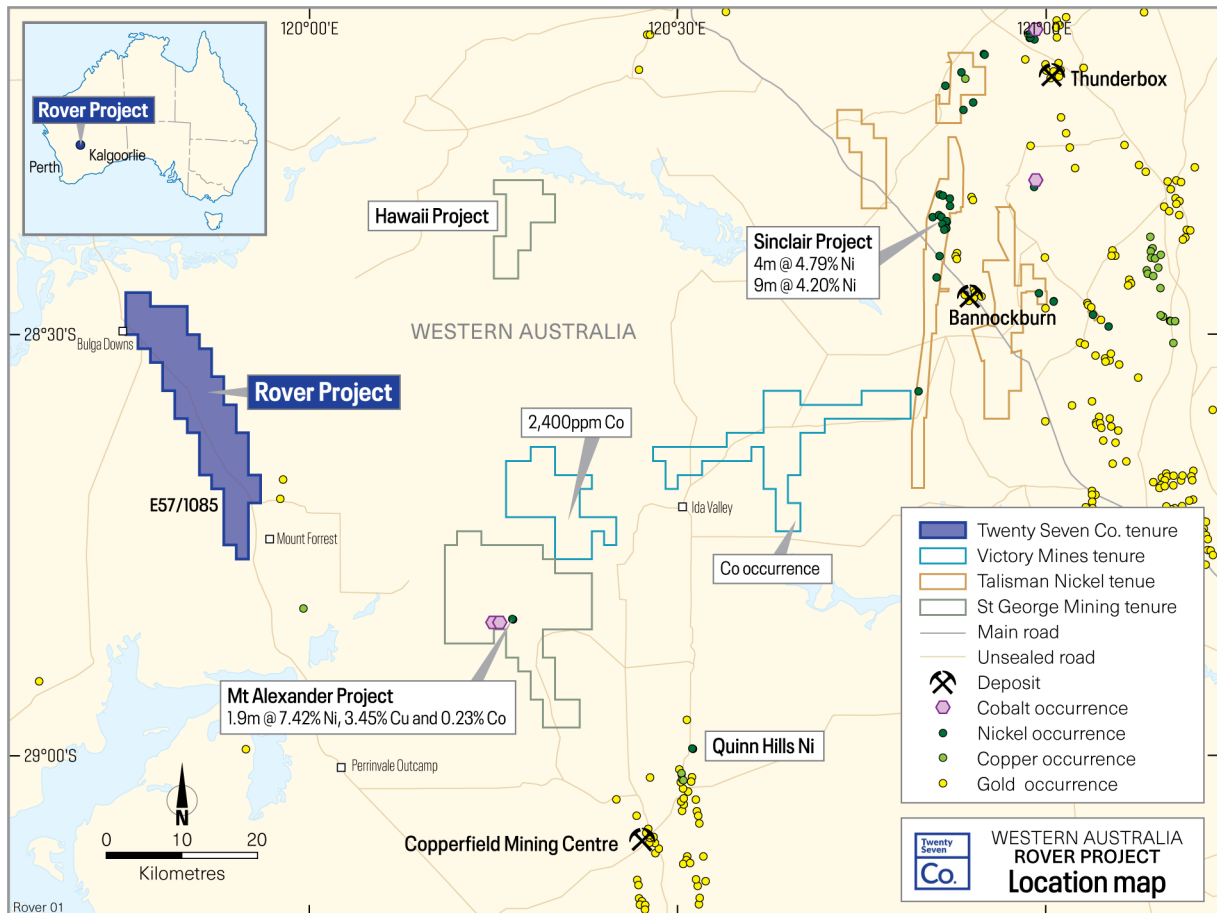 120°00'E
120°30'E
121°00'E
Rover Project
Perth
Kalgoorlie
Thunderbox
Hawaii Project
Sinclair Project
4m @ 4.79% Ni
9m @ 4.20% Ni
Bannockburn
WESTERN AUSTRALIA
28°30'S
Bulga Downs
Rover Project
2,400ppm Co
E57/1085
Ida Valley
Mount Forrest
Co occurrence
Mt Alexander Project
1.9m @ 7.42% Ni, 3.45% Cu and 0.23% Co
Quinn Hills Ni
29°00'S
Perrinvale Outcamp
N
0 10 20
Kilometres
Copperfield Mining Centre
Twenty Seven Co. tenure
Victory Mines tenure
Talisman Nickel tenue
St George Mining tenure
Main road
Unsealed road
Deposit
Cobalt occurrence
Nickel occurrence
Copper occurrence
Gold occurrence
Twenty
Seven
Co.
WESTERN AUSTRALIA
ROVER PROJECT
Location map
Rover 01